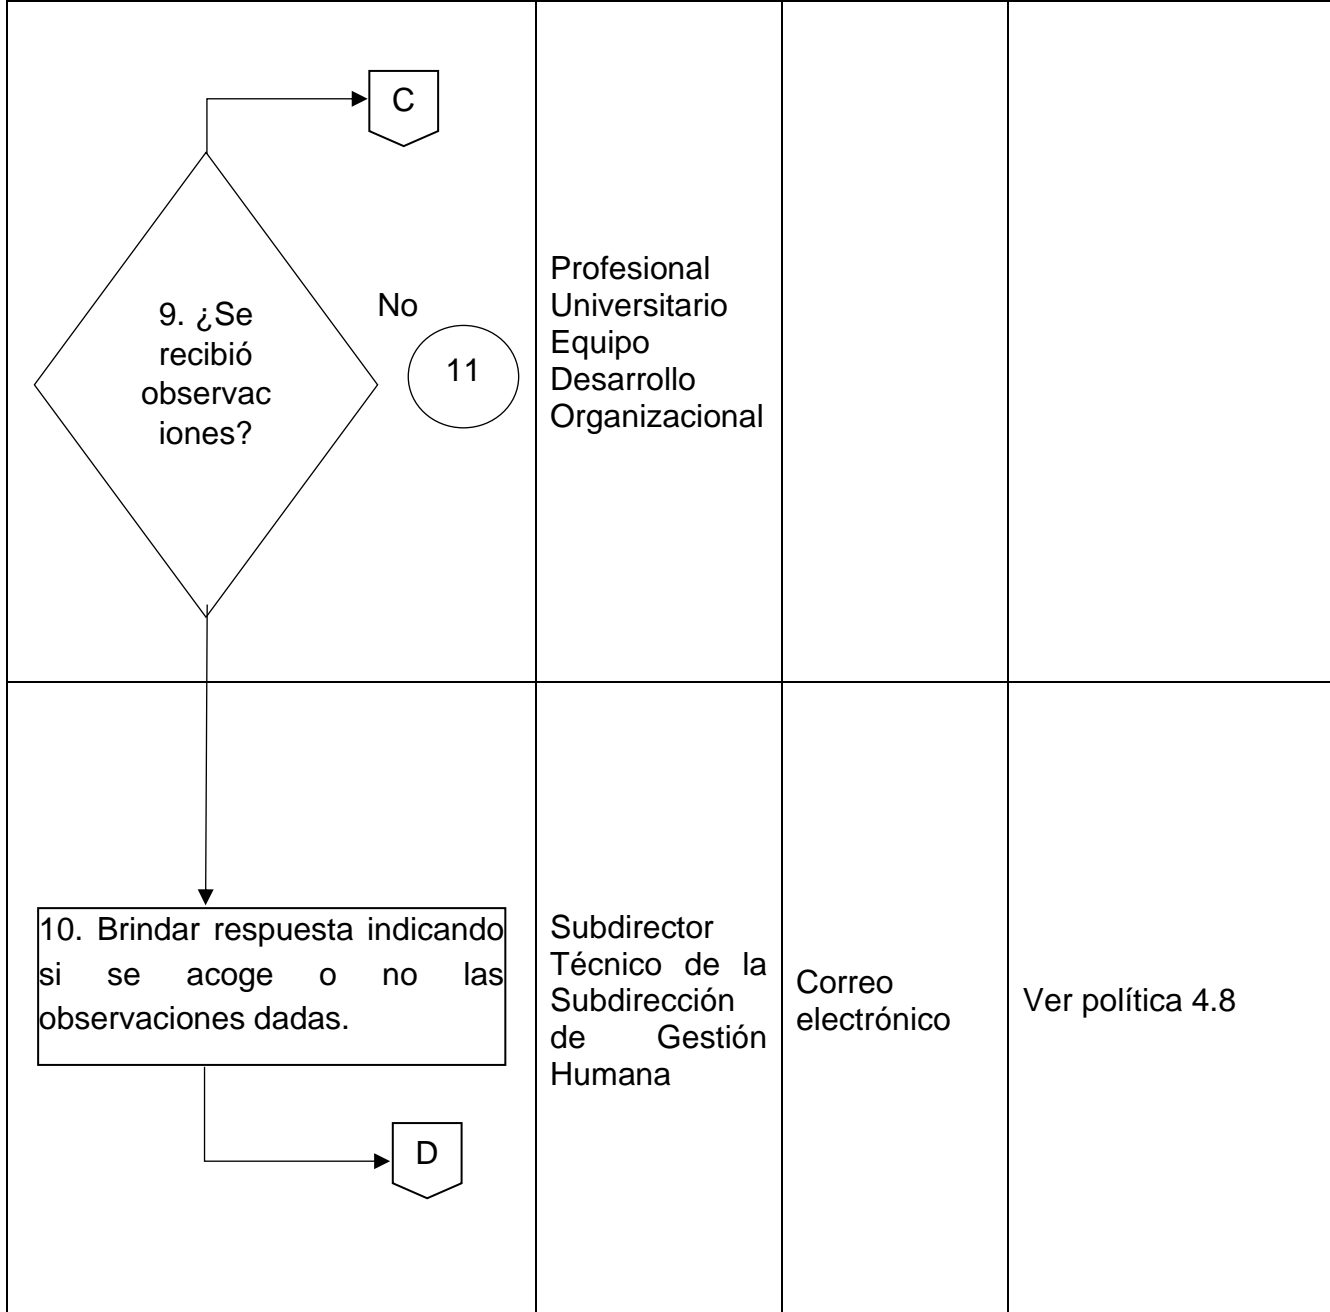 C
9. ¿Se
recibió
observac
iones?
No
11
Profesional
Universitario
Equipo
Desarrollo
Organizacional
10. Brindar respuesta indicando
si se acoge o no las
observaciones dadas.
D
Subdirector
Técnico de la
Subdirección
de Gestión
Humana
Correo
electrónico
Ver política 4.8